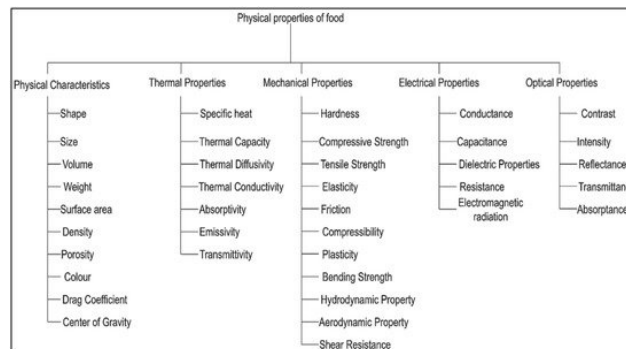 Physical properties of food
Physical Characteristics
Shape
Size
Volume
Weight
Surface area
Density
Porosity
Colour
Drag Coefficient
Center of Gravity
Thermal Properties
Specific heat
Thermal Capacity
Thermal Diffusivity
Thermal Conductivity
Absorptivity
Emissivity
Transmittivity
Mechanical Properties
Hardness
Compressive Strength
Tensile Strength
Elasticity
Friction
Compressibility
Plasticity
Bending Strength
Hydrodynamic Property
Aerodynamic Property
Shear Resistance
Electrical Properties
Conductance
Capacitance
Dielectric Properties
Resistance
Electromagnetic
radiation
Optical Properties
Contrast
Intensity
Reflectance
Transmittan
Absorptance